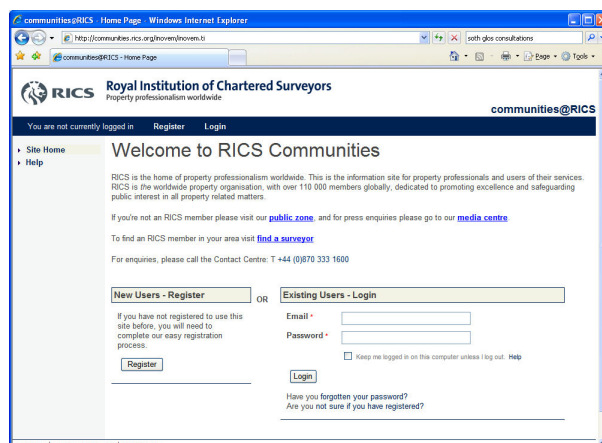 communities@RICS - Home Page - Windows Internet Explorer
http://communities.rics.org/inovem/inovem.ti
soth glos consultations
communities@RICS - Home Page
Page
Tools
RICS
Royal Institution of Chartered Surveyors
Property professionalism worldwide
communities@RICS
You are not currently logged in Register Login
Site Home
Help
Welcome to RICS Communities
RICS is the home of property professionalism worldwide. This is the information site for property professionals and users of their services.
RICS is the worldwide property organisation, with over 110 000 members globally, dedicated to promoting excellence and safeguarding
public interest in all property related matters.
If you're not an RICS member please visit our public zone, and for press enquiries please go to our media centre.
To find an RICS member in your area visit find a surveyor
For enquiries, please call the Contact Centre: T +44 (0)870 333 1600
New Users - Register
If you have not registered to use this
site before, you will need to
complete our easy registration
process.
Register
OR
Existing Users - Login
Email *
Password *
Keep me logged in on this computer unless I log out. Help
Login
Have you forgotten your password?
Are you not sure if you have registered?